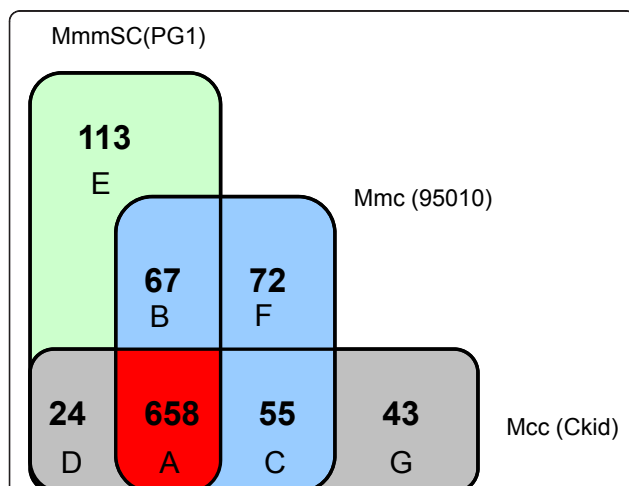 MmmSC(PG1)
113
E
Mmc (95010)
67 72
B F
24 658 55 43
Mcc (Ckid)
D A C G